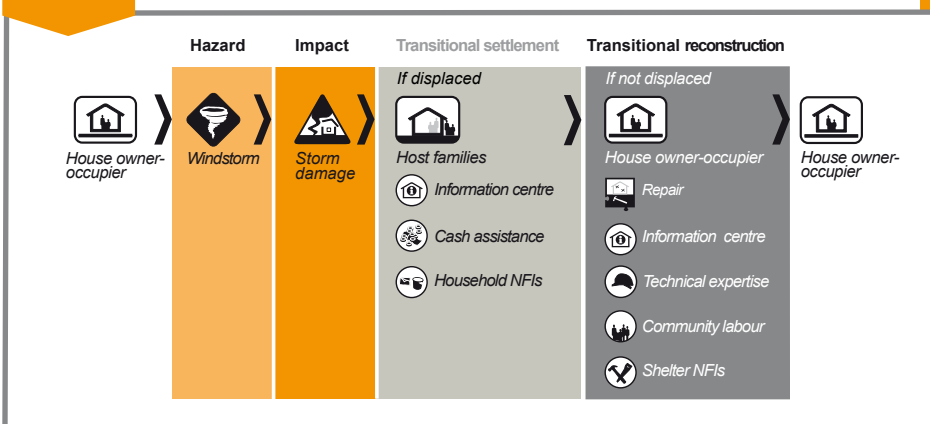 Hazard
Impact
Transitional settlement
Transitional reconstruction
House owner-
occupier
Windstorm
Storm
damage
If displaced
Host families
Information centre
Cash assistance
Household NFIs
If not displaced
House owner-occupier
Repair
Information centre
Technical expertise
Community labour
Shelter NFIs
House owner-
occupier